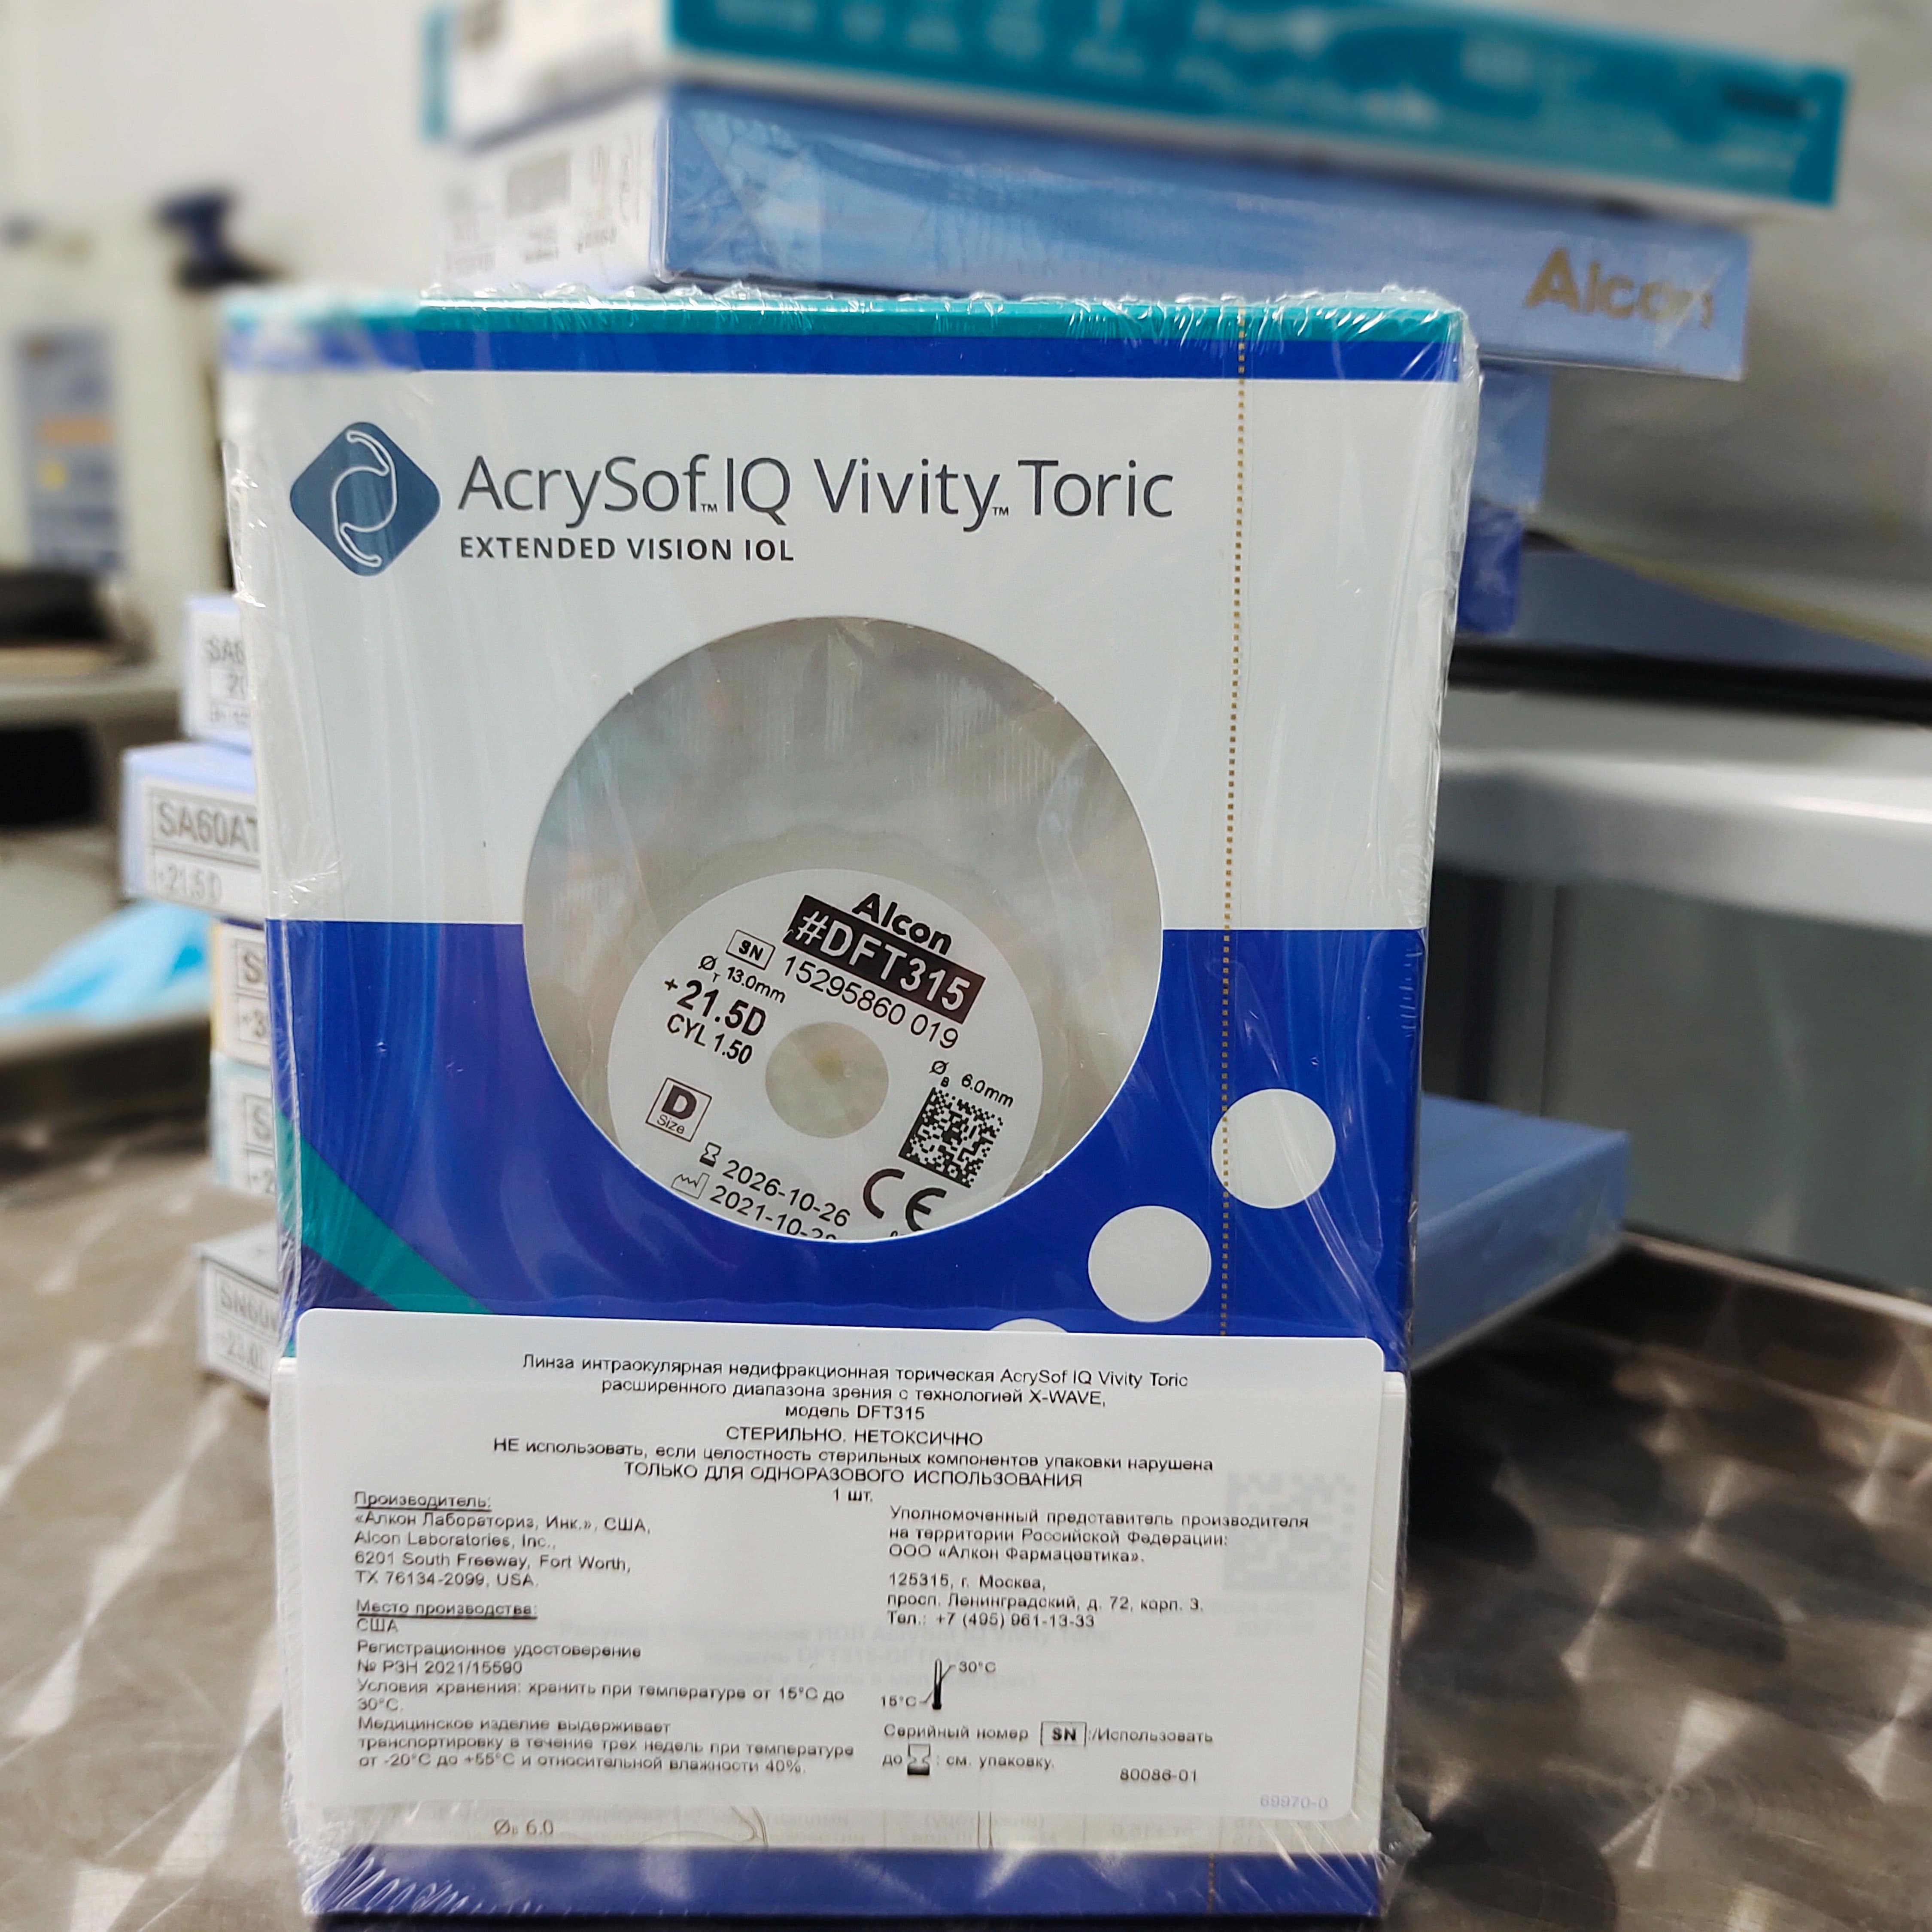 Alcon
AcrySof™ IQ Vivity™ Toric
EXTENDED VISION IOL
SA60AT
+21.5D
Alcon
#DFT315
SN 15295860 019
Ø T 13.0mm
+21.5D
CYL 1.50
Ø B 6.0mm
D
Size
2026-10-26
2021-10-
CE
Линза интраокулярная недифракционная торическая AcrySof IQ Vivity Toric
расширенного диапазона зрения с технологией X-WAVE,
модель DFT315
СТЕРИЛЬНО. НЕТОКСИЧНО
НЕ использовать, если целостность стерильных компонентов упаковки нарушена
ТОЛЬКО ДЛЯ ОДНОРАЗОВОГО ИСПОЛЬЗОВАНИЯ
1 шт.
Производитель:
«Алкон Лабораториз, Инк.», США,
Alcon Laboratories, Inc.,
6201 South Freeway, Fort Worth,
TX 76134-2099, USA.
Место производства:
США
Регистрационное удостоверение
№ РЗН 2021/15590
Условия хранения: хранить при температуре от 15°C до
30°C.
Медицинское изделие выдерживает
транспортировку в течение трех недель при температуре
от -20°C до +55°C и относительной влажности 40%.
Уполномоченный представитель производителя
на территории Российской Федерации:
ООО «Алкон Фармацевтика».
125315, г. Москва,
просп. Ленинградский, д. 72, корп. 3.
Тел.: +7 (495) 961-13-33
30°C
15°C
Серийный номер SN:/Использовать
до : см. упаковку.
80086-01
69970-0
Ø B 6.0